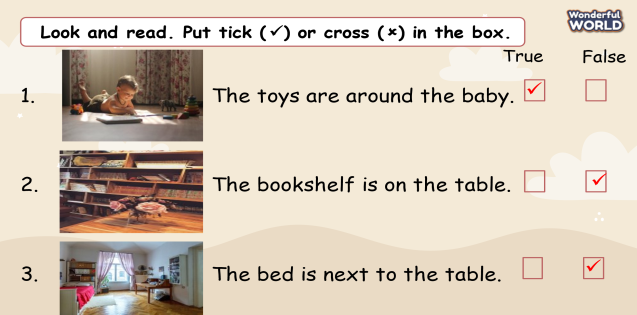 Wonderful
WORLD
Look and read. Put tick (✓) or cross (×) in the box.
True False
1. The toys are around the baby. ✓
2. The bookshelf is on the table. ✓
3. The bed is next to the table. ✓